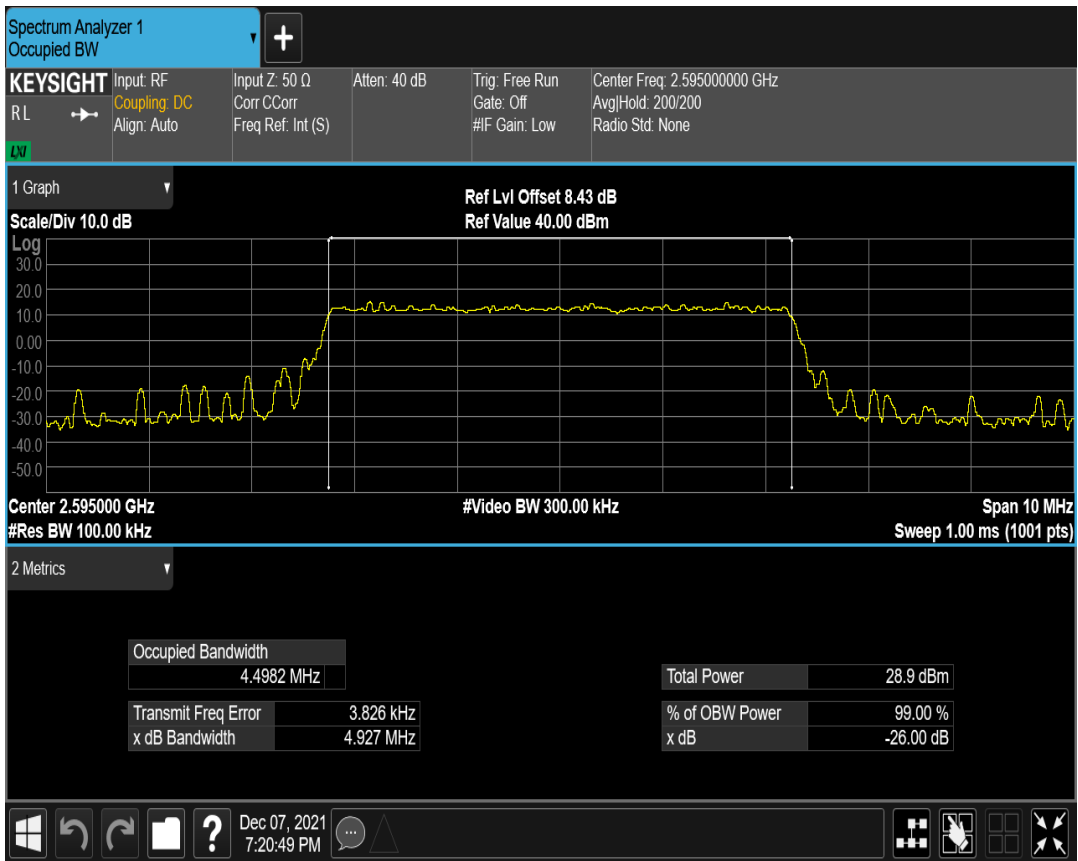 Spectrum Analyzer 1
Occupied BW
▼
+
KEYSIGHT
R L
LXI
Input: RF
Coupling: DC
Align: Auto
Input Z: 50 Ω
Corr CCorr
Freq Ref: Int (S)
Atten: 40 dB
Trig: Free Run
Gate: Off
#IF Gain: Low
Center Freq: 2.595000000 GHz
Avg|Hold: 200/200
Radio Std: None
1 Graph ▼
Scale/Div 10.0 dB
Ref Lvl Offset 8.43 dB
Ref Value 40.00 dBm
Log
30.0
20.0
10.0
0.00
-10.0
-20.0
-30.0
-40.0
-50.0
Center 2.595000 GHz
#Res BW 100.00 kHz
#Video BW 300.00 kHz
Span 10 MHz
Sweep 1.00 ms (1001 pts)
2 Metrics ▼
Occupied Bandwidth
4.4982 MHz
Transmit Freq Error 3.826 kHz
x dB Bandwidth 4.927 MHz
Total Power 28.9 dBm
% of OBW Power 99.00 %
x dB -26.00 dB
?
Dec 07, 2021
7:20:49 PM